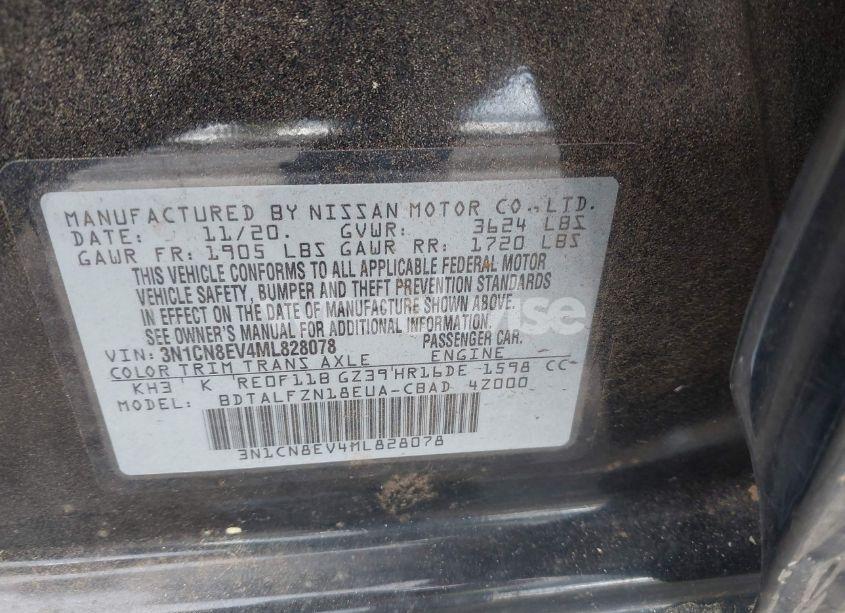 MANUFACTURED BY NISSAN MOTOR CO., LTD.
DATE: 11/20. GVWR: 3624 LBS
GAWR FR: 1905 LBS GAWR RR: 1720 LBS
THIS VEHICLE CONFORMS TO ALL APPLICABLE FEDERAL MOTOR
VEHICLE SAFETY, BUMPER AND THEFT PREVENTION STANDARDS
IN EFFECT ON THE DATE OF MANUFACTURE SHOWN ABOVE.
SEE OWNER'S MANUAL FOR ADDITIONAL INFORMATION.
VIN: 3N1CN8EV4ML828078 PASSENGER CAR.
COLOR TRIM TRANS AXLE ENGINE
KH3 K RE0F11B GZ39 HR16DE 1598 CC
MODEL: BDTALFZN18EUA-CBAD 4Z000
3N1CN8EV4ML828078